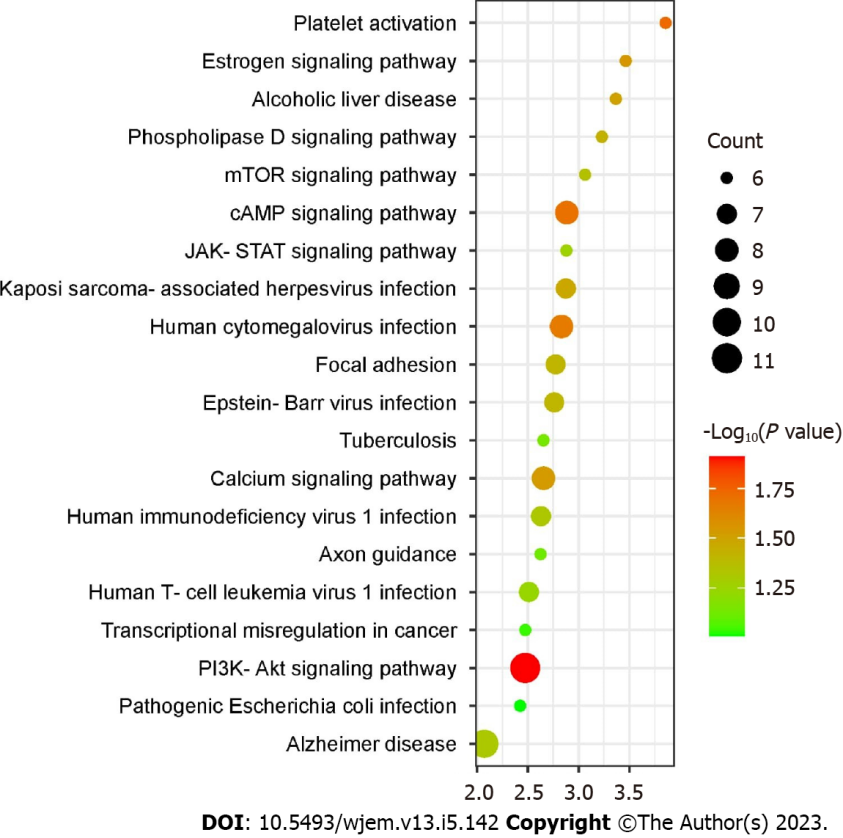 Platelet activation
Estrogen signaling pathway
Alcoholic liver disease
Phospholipase D signaling pathway
mTOR signaling pathway
cAMP signaling pathway
JAK- STAT signaling pathway
Kaposi sarcoma- associated herpesvirus infection
Human cytomegalovirus infection
Focal adhesion
Epstein- Barr virus infection
Tuberculosis
Calcium signaling pathway
Human immunodeficiency virus 1 infection
Axon guidance
Human T- cell leukemia virus 1 infection
Transcriptional misregulation in cancer
PI3K- Akt signaling pathway
Pathogenic Escherichia coli infection
Alzheimer disease
2.0 2.5 3.0 3.5
Count
6
7
8
9
10
11
-Log₁₀(P value)
1.75
1.50
1.25
DOI: 10.5493/wjem.v13.i5.142 Copyright ©The Author(s) 2023.